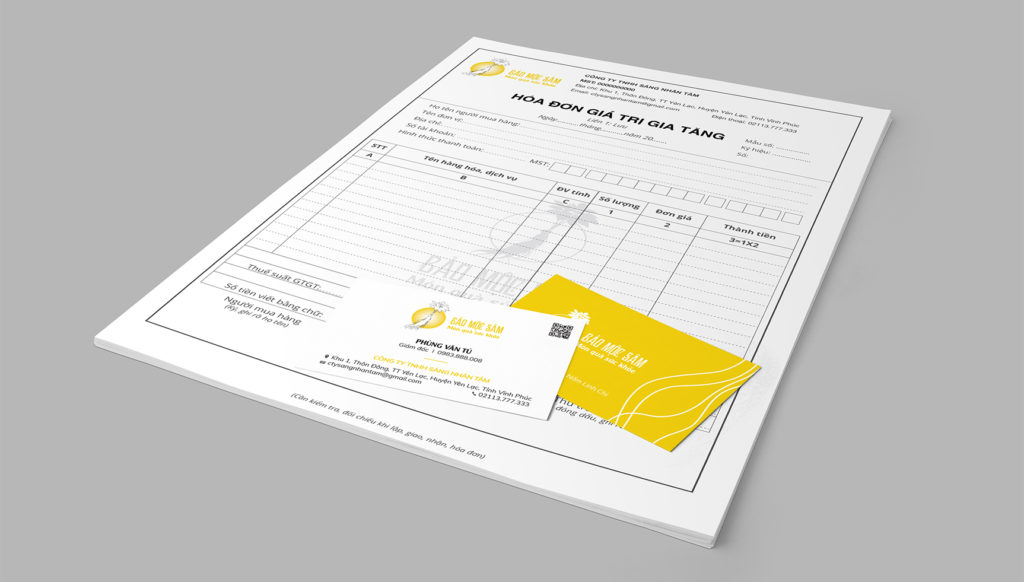 BẢO MỘC SÂM
Món quà sức khỏe
CÔNG TY TNHH SANG NHÂN TÂM
MST: 0000000000
Địa chỉ: Khu 1, Thôn Đông, TT Yên Lạc, Huyện Yên Lạc, Tỉnh Vĩnh Phúc
Email: ctysangnhantam@gmail.com
Điện thoại: 02113.777.333
HÓA ĐƠN GIÁ TRỊ GIA TĂNG
Liên 1: Lưu
Ngày..........tháng..........năm 20......
Mẫu số: ...............
Ký hiệu: ...............
Số:
Họ tên người mua hàng:
Tên đơn vị:
Địa chỉ:
Số tài khoản:
Hình thức thanh toán:
MST:
STT
Tên hàng hóa, dịch vụ
ĐV tính
Số lượng
Đơn giá
Thành tiền
A
B
C
1
2
3=1X2
BẢO MỘC
Món quà
Thuế suất GTGT:
Số tiền viết bằng chữ:
Người mua hàng
(Ký, ghi rõ họ tên)
Thủ tr
đóng dấu, ghi
(Cần kiểm tra, đối chiếu khi lập, giao, nhận, hóa đơn)
BẢO MỘC SÂM
Món quà sức khỏe
PHÙNG VĂN TÚ
Giám đốc | 0983.888.008
CÔNG TY TNHH SANG NHÂN TÂM
Khu 1, Thôn Đông, TT Yên Lạc, Huyện Yên Lạc, Tỉnh Vĩnh Phúc
ctysangnhantam@gmail.com
02113.777.333
BẢO MỘC SÂM
Món quà sức khỏe
Nấm Linh Chi